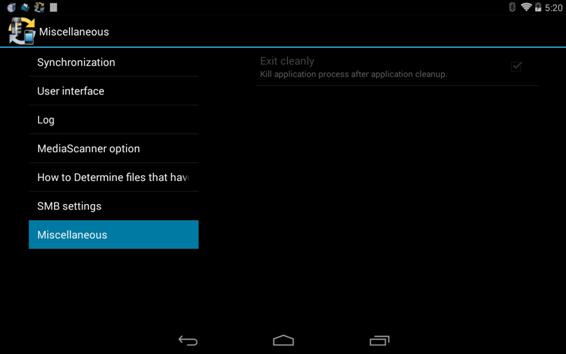 5:20
Miscellaneous
Synchronization
User interface
Log
MediaScanner option
How to Determine files that hav
SMB settings
Miscellaneous
Exit cleanly
Kill application process after application cleanup.